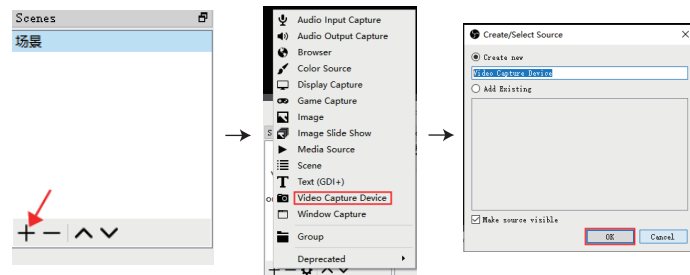 Scenes
场景
Audio Input Capture
Audio Output Capture
Browser
Color Source
Display Capture
Game Capture
Image
Image Slide Show
Media Source
Scene
Text (GDI+)
Video Capture Device
Window Capture
Group
Deprecated
Create/Select Source
Create new
Video Capture Device
Add Existing
Make source visible
OK
Cancel